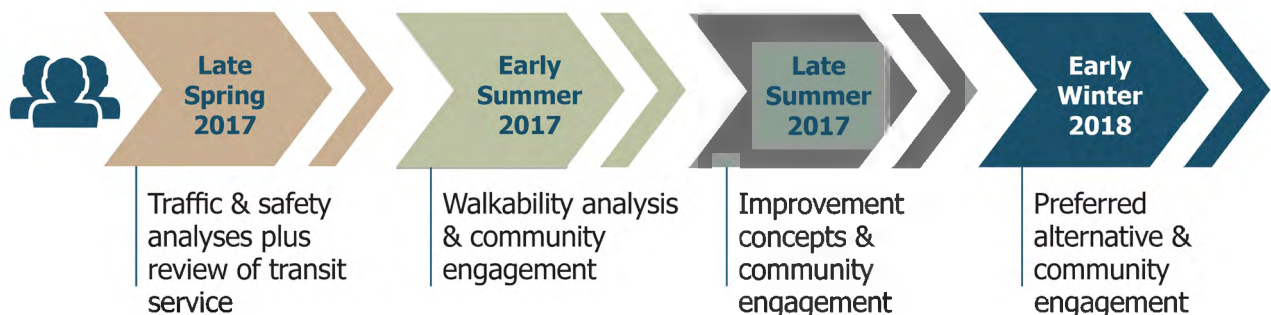 Late
Spring
2017
Early
Summer
2017
Late
Summer
2017
Early
Winter
2018
Traffic & safety
analyses plus
review of transit
service
Walkability analysis
& community
engagement
Improvement
concepts &
community
engagement
Preferred
alternative &
community
engagement